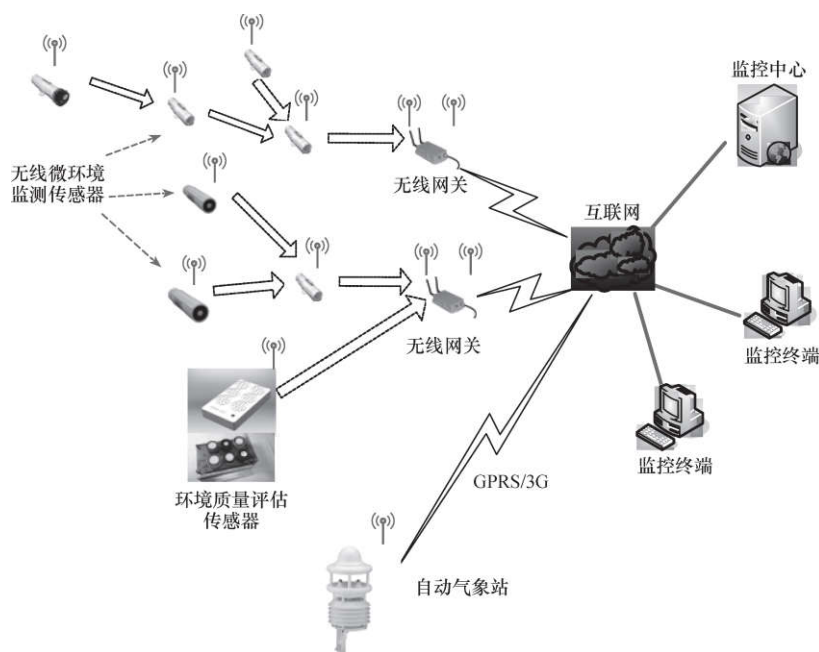 监控中心
无线微环境
监测传感器
无线网关
互联网
无线网关
监控终端
监控终端
环境质量评估
传感器
GPRS/3G
自动气象站